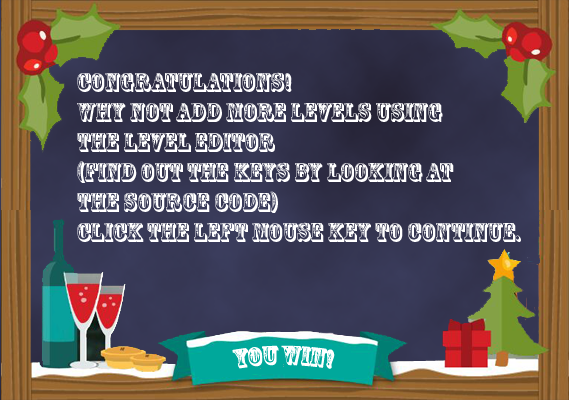 CONGRATULATIONS!
WHY NOT ADD MORE LEVELS USING
THE LEVEL EDITOR
(FIND OUT THE KEYS BY LOOKING AT
THE SOURCE CODE)
CLICK THE LEFT MOUSE KEY TO CONTINUE.
YOU WIN!